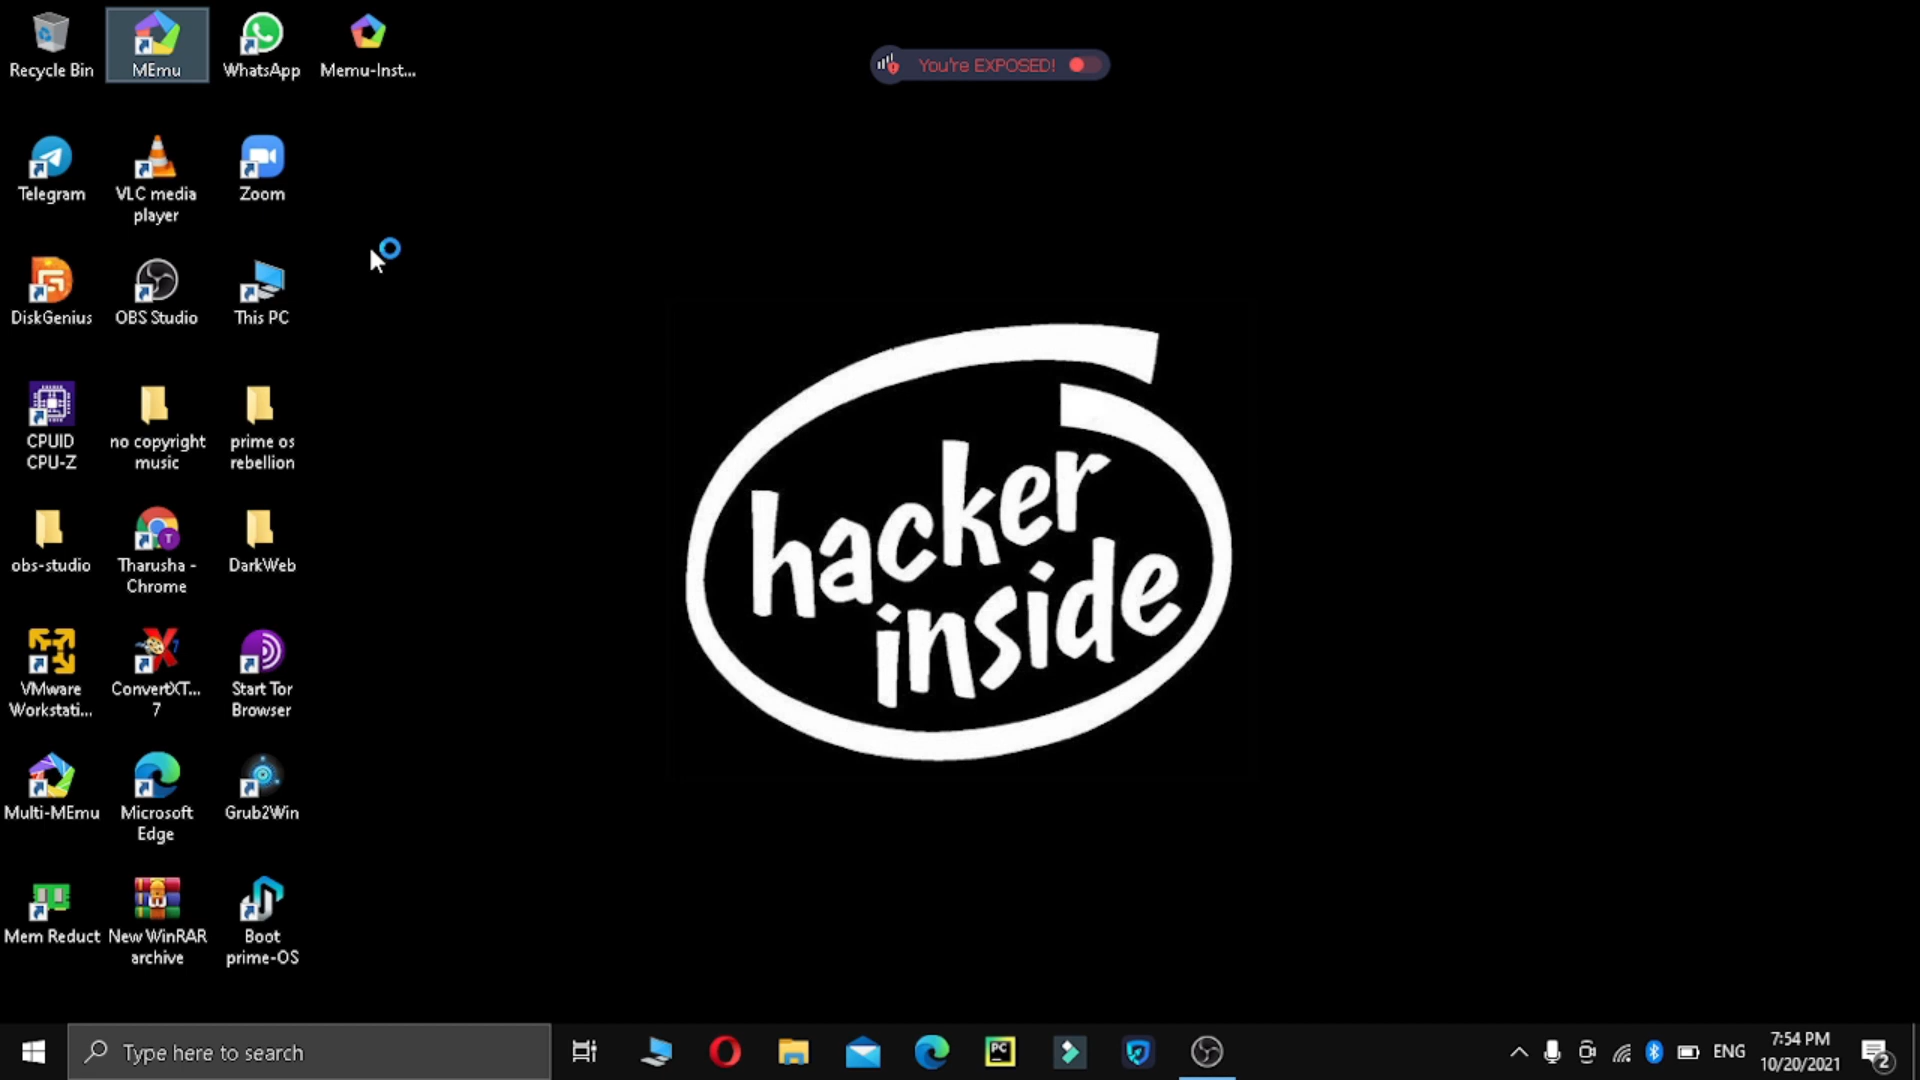 Recycle Bin
MEmu
WhatsApp
Memu-Inst...
You're EXPOSED!
Telegram
VLC media
player
Zoom
DiskGenius
OBS Studio
This PC
CPUID
CPU-Z
no copyright
music
prime os
rebellion
obs-studio
Tharusha -
Chrome
DarkWeb
hacker
inside
VMware
Workstati...
ConvertXT...
7
Start Tor
Browser
Multi-MEmu
Microsoft
Edge
Grub2Win
Mem Reduct
New WinRAR
archive
Boot
prime-OS
Type here to search
PC
ENG
7:54 PM
10/20/2021
2